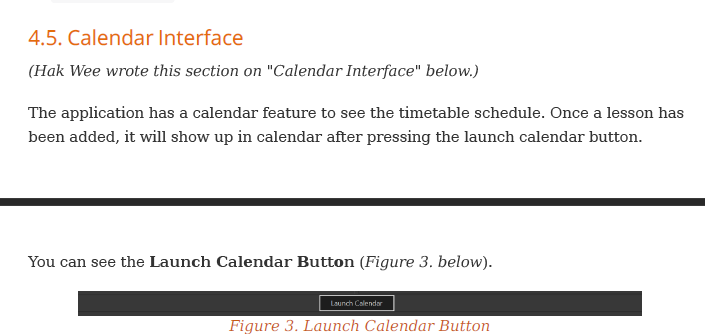 4.5. Calendar Interface
(Hak Wee wrote this section on "Calendar Interface" below.)
The application has a calendar feature to see the timetable schedule. Once a lesson has
been added, it will show up in calendar after pressing the launch calendar button.
You can see the Launch Calendar Button (Figure 3. below).
Launch Calendar
Figure 3. Launch Calendar Button